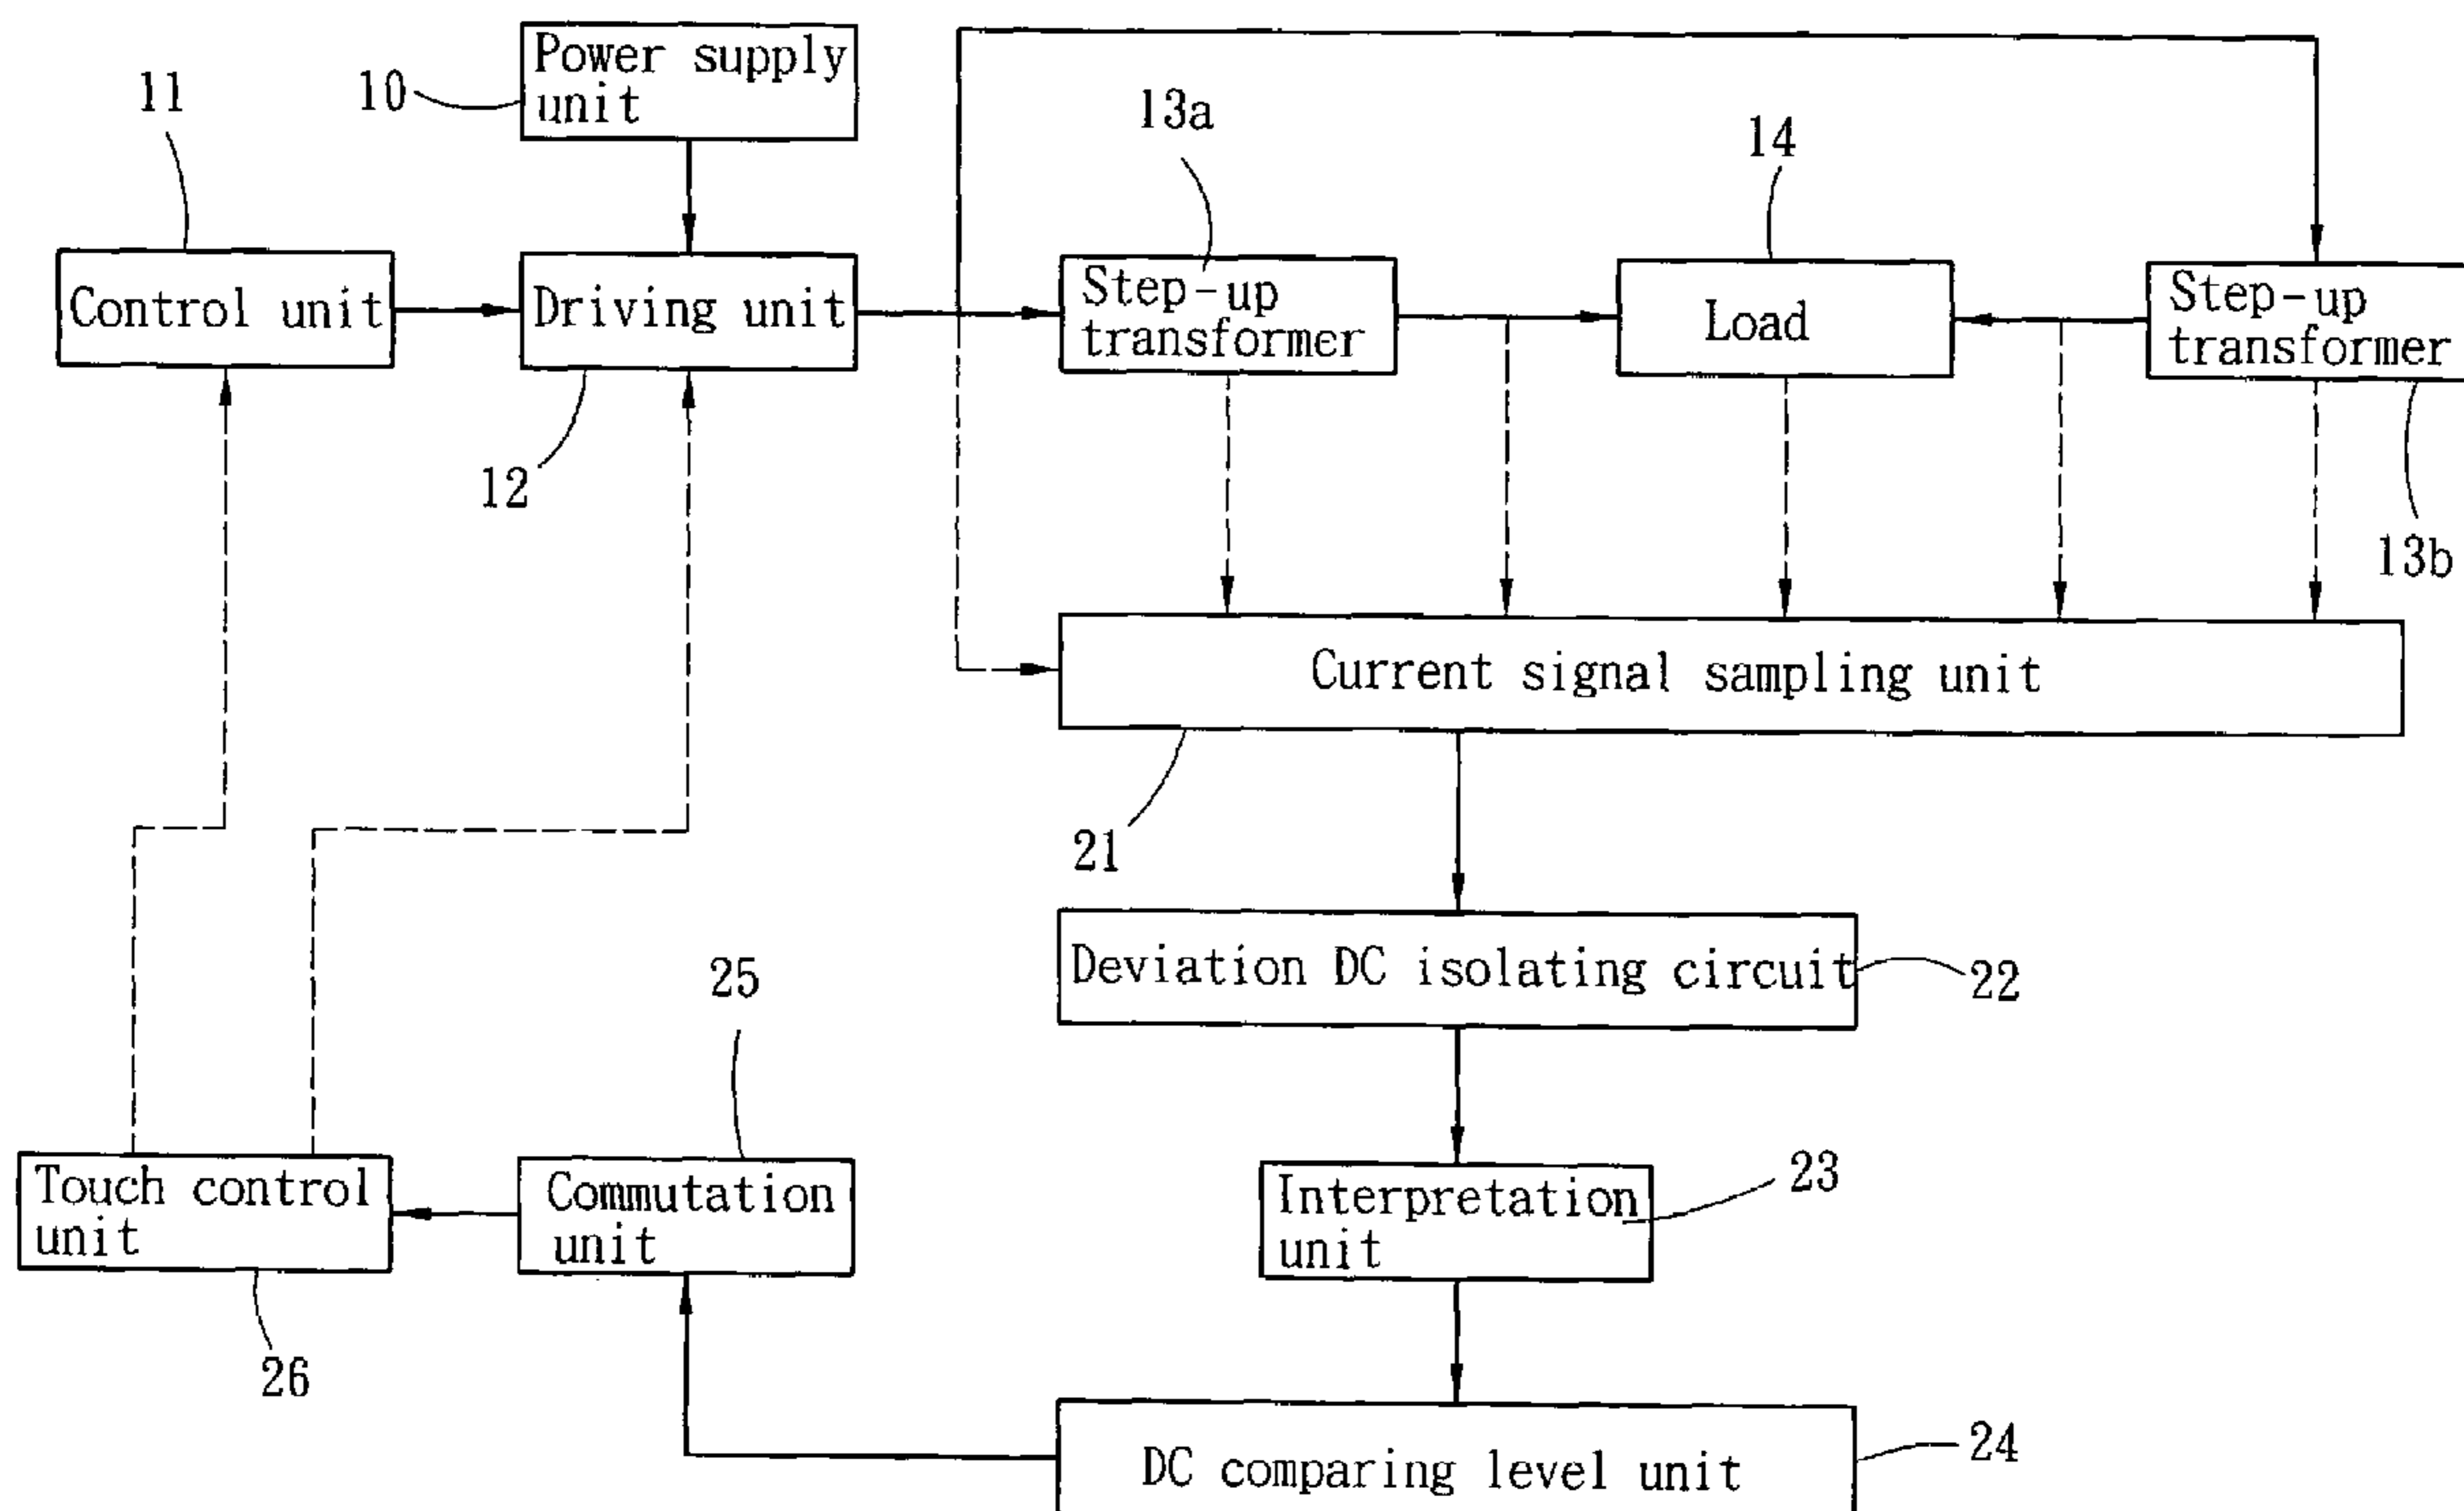 Power supply
unit
10
11
13a
14
Control unit
Driving unit
Step-up
transformer
Load
Step-up
transformer
12
13b
Current signal sampling unit
21
Deviation DC isolating circuit
22
25
Touch control
unit
Commutation
unit
Interpretation
unit
23
26
DC comparing level unit
24